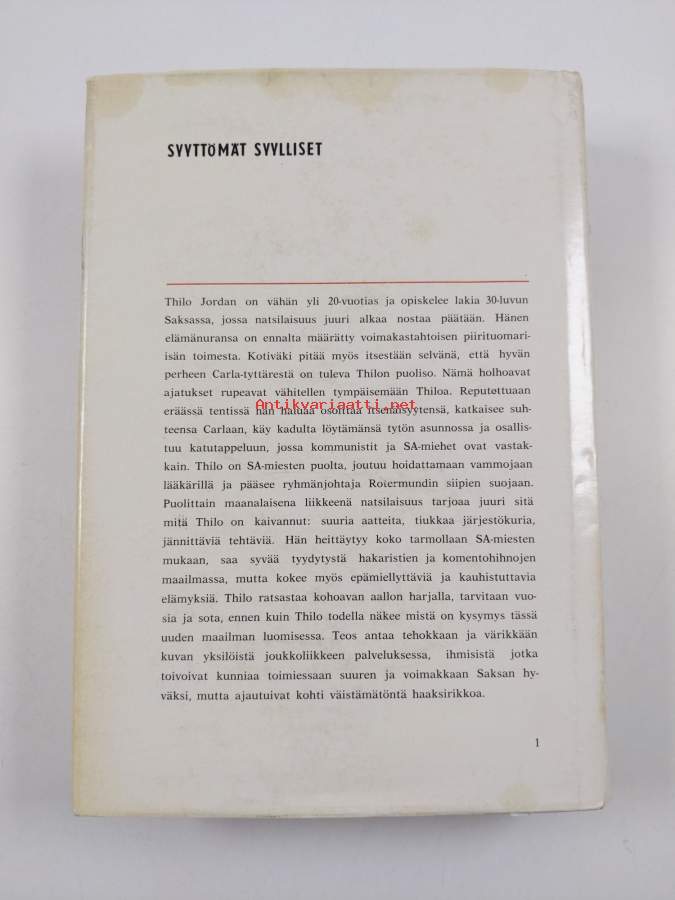 SYYTTÖMÄT SYYLLISET
Thilo Jordan on vähän yli 20-vuotias ja opiskelee lakia 30-luvun
Saksassa, jossa natsilaisuus juuri alkaa nostaa päätään. Hänen
elämänuransa on ennalta määrätty voimakastahtoisen piirituomari-
isän toimesta. Kotiväki pitää myös itsestään selvänä, että hyvän
perheen Carla-tyttärestä on tuleva Thilon puoliso. Nämä holhoavat
ajatukset rupeavat vähitellen tympäisemään Thiloa. Reputettuaan
eräässä tentissä hän haluaa osoittaa itsenäisyytensä, katkaisee suh-
Antikvariaatti.net
teensa Carlaan, käy kadulta löytämänsä tytön asunnossa ja osallis-
tuu katutappeluun, jossa kommunistit ja SA-miehet ovat vastak-
kain. Thilo on SA-miesten puolta, joutuu hoidattamaan vammojaan
lääkärillä ja pääsee ryhmänjohtaja Rotermundin siipien suojaan.
Puolittain maanalaisena liikkeenä natsilaisuus tarjoaa juuri sitä
mitä Thilo on kaivannut: suuria aatteita, tiukkaa järjestökuria,
jännittäviä tehtäviä. Hän heittäytyy koko tarmollaan SA-miesten
mukaan, saa syvää tyydytystä hakaristien ja komentohihnojen
maailmassa, mutta kokee myös epämiellyttäviä ja kauhistuttavia
elämyksiä. Thilo ratsastaa kohoavan aallon harjalla, tarvitaan vuo-
sia ja sota, ennen kuin Thilo todella näkee mistä on kysymys tässä
uuden maailman luomisessa. Teos antaa tehokkaan ja värikkään
kuvan yksilöistä joukkoliikkeen palveluksessa, ihmisistä jotka
toivoivat kunniaa toimiessaan suuren ja voimakkaan Saksan hy-
väksi, mutta ajautuivat kohti väistämätöntä haaksirikkoa.
1